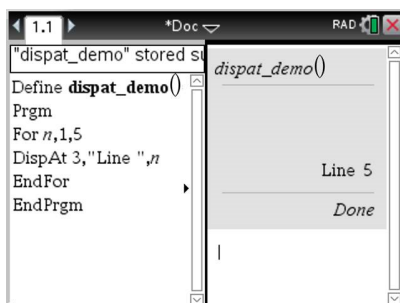 1.1 *Doc RAD
"dispat_demo" stored su
Define dispat_demo()
Prgm
For n,1,5
DispAt 3,"Line ",n
EndFor
EndPrgm
dispat_demo()
Line 5
Done